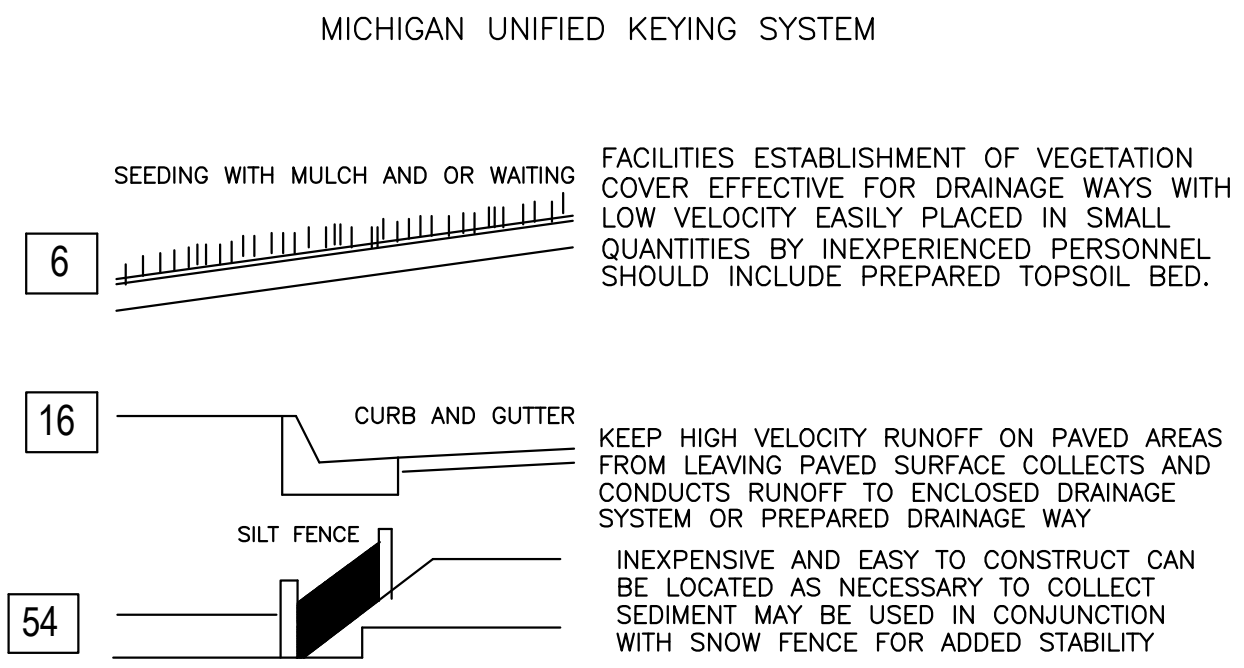 MICHIGAN UNIFIED KEYING SYSTEM
6
SEEDING WITH MULCH AND OR WAITING
FACILITIES ESTABLISHMENT OF VEGETATION
COVER EFFECTIVE FOR DRAINAGE WAYS WITH
LOW VELOCITY EASILY PLACED IN SMALL
QUANTITIES BY INEXPERIENCED PERSONNEL
SHOULD INCLUDE PREPARED TOPSOIL BED.
16
CURB AND GUTTER
KEEP HIGH VELOCITY RUNOFF ON PAVED AREAS
FROM LEAVING PAVED SURFACE COLLECTS AND
CONDUCTS RUNOFF TO ENCLOSED DRAINAGE
SYSTEM OR PREPARED DRAINAGE WAY
54
SILT FENCE
INEXPENSIVE AND EASY TO CONSTRUCT CAN
BE LOCATED AS NECESSARY TO COLLECT
SEDIMENT MAY BE USED IN CONJUNCTION
WITH SNOW FENCE FOR ADDED STABILITY